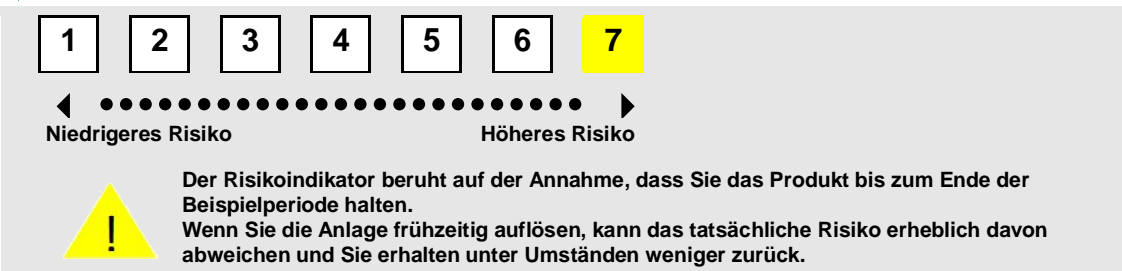 1 2 3 4 5 6 7
Niedrigeres Risiko Höheres Risiko
!
Der Risikoindikator beruht auf der Annahme, dass Sie das Produkt bis zum Ende der
Beispielperiode halten.
Wenn Sie die Anlage frühzeitig auflösen, kann das tatsächliche Risiko erheblich davon
abweichen und Sie erhalten unter Umständen weniger zurück.